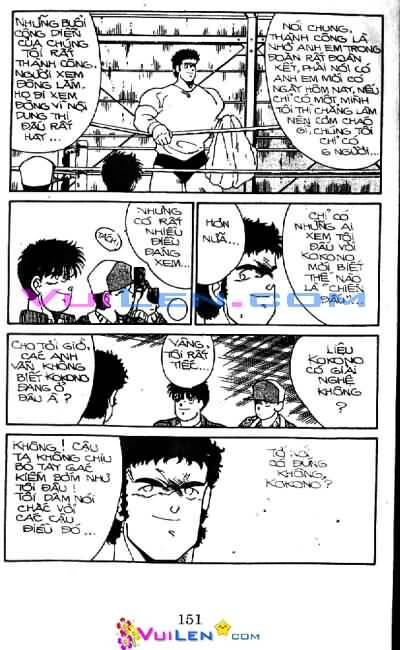 NHỮNG BUỔI
CÔNG DIỄN
CỦA CHÚNG
TÔI RẤT
THÀNH CÔNG.
NGƯỜI XEM
ĐÔNG LẮM.
HỌ ĐI XEM
ĐÔNG VÌ NỘI
DUNG THI
ĐẤU RẤT
HAY...
NÓI CHUNG,
THÀNH CÔNG LÀ
NHỜ ANH EM TRONG
ĐOÀN RẤT ĐOÀN
KẾT, PHẢI NÓI CÓ
ANH EM MỚI CÓ
NGÀY HÔM NAY, NẾU
CHỈ CÓ MỘT MÌNH
TÔI THÌ CHẲNG LÀM
NÊN CƠM CHÁO
GÌ, CHÚNG TÔI
CHỈ CÓ
6 NGƯỜI...
NHƯNG
CÓ RẤT
NHIỀU
ĐIỀU
ĐÁNG
XEM...
HƠN
NỮA...
CHỈ CÓ
NHỮNG AI
XEM TÔI
ĐẤU VỚI
KOKONO
MỚI BIẾT
THẾ NÀO
LÀ "CHIẾN
ĐẤU"...
VUILEN.COM
CHO TỚI GIỜ,
CÁC ANH
VẪN KHÔNG
BIẾT KOKONO
ĐANG Ở
ĐÂU À ?
VÂNG,
TÔI RẤT
TIẾC...
LIỆU
KOKONO
CÓ GIẢI
NGHỆ
KHÔNG
?
KHÔNG ! CẬU
TA KHÔNG CHỊU
BÓ TAY GÁC
KIẾM SỚM NHƯ
TÔI ĐÂU !
TÔI DÁM NÓI
CHẮC VỚI
CÁC CẬU
ĐIỀU ĐÓ...
TỚ NÓI
CÓ ĐÚNG
KHÔNG,
KOKONO ?
151
VUILEN.COM